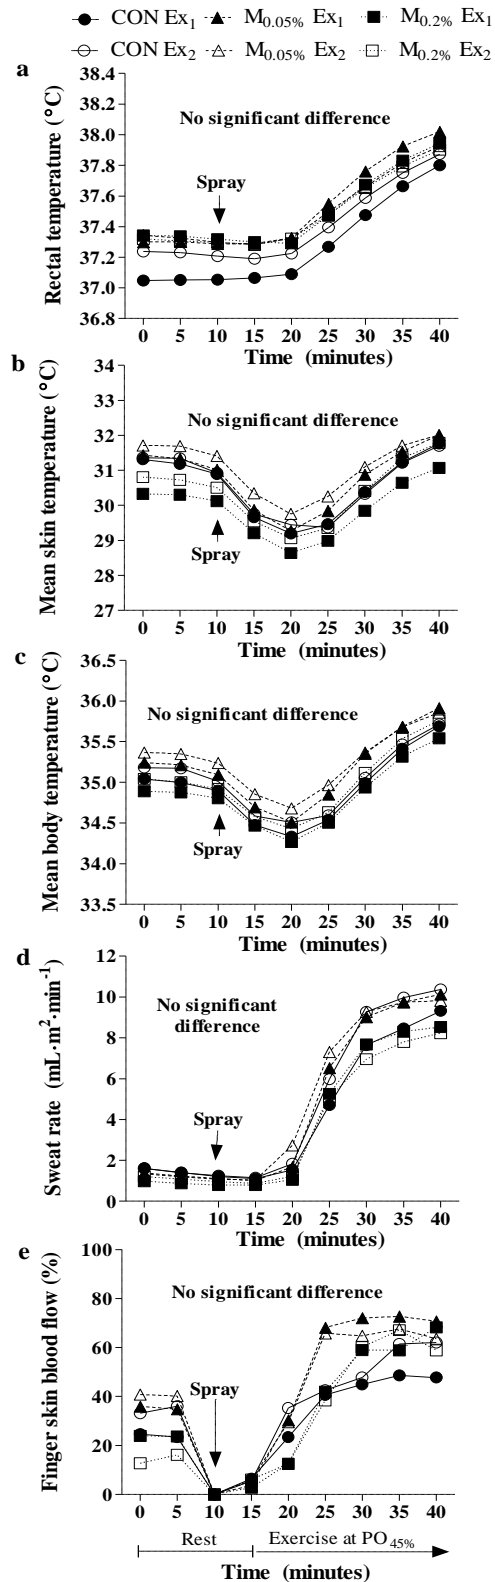 CON Ex1 M0.05% Ex1 M0.2% Ex1
CON Ex2 M0.05% Ex2 M0.2% Ex2
a
Rectal temperature (°C)
38.4
38.2
38.0
37.8
37.6
37.4
37.2
37.0
36.8
No significant difference
Spray
0 5 10 15 20 25 30 35 40
Time (minutes)
b
Mean skin temperature (°C)
34
33
32
31
30
29
28
27
No significant difference
Spray
0 5 10 15 20 25 30 35 40
Time (minutes)
c
Mean body temperature (°C)
36.5
36.0
35.5
35.0
34.5
34.0
33.5
No significant difference
Spray
0 5 10 15 20 25 30 35 40
Time (minutes)
d
Sweat rate (mL·m²·min⁻¹)
12
10
8
6
4
2
0
No significant
difference
Spray
0 5 10 15 20 25 30 35 40
Time (minutes)
e
Finger skin blood flow (%)
100
80
60
40
20
0
No significant difference
Spray
0 5 10 15 20 25 30 35 40
Rest Exercise at PO45%
Time (minutes)